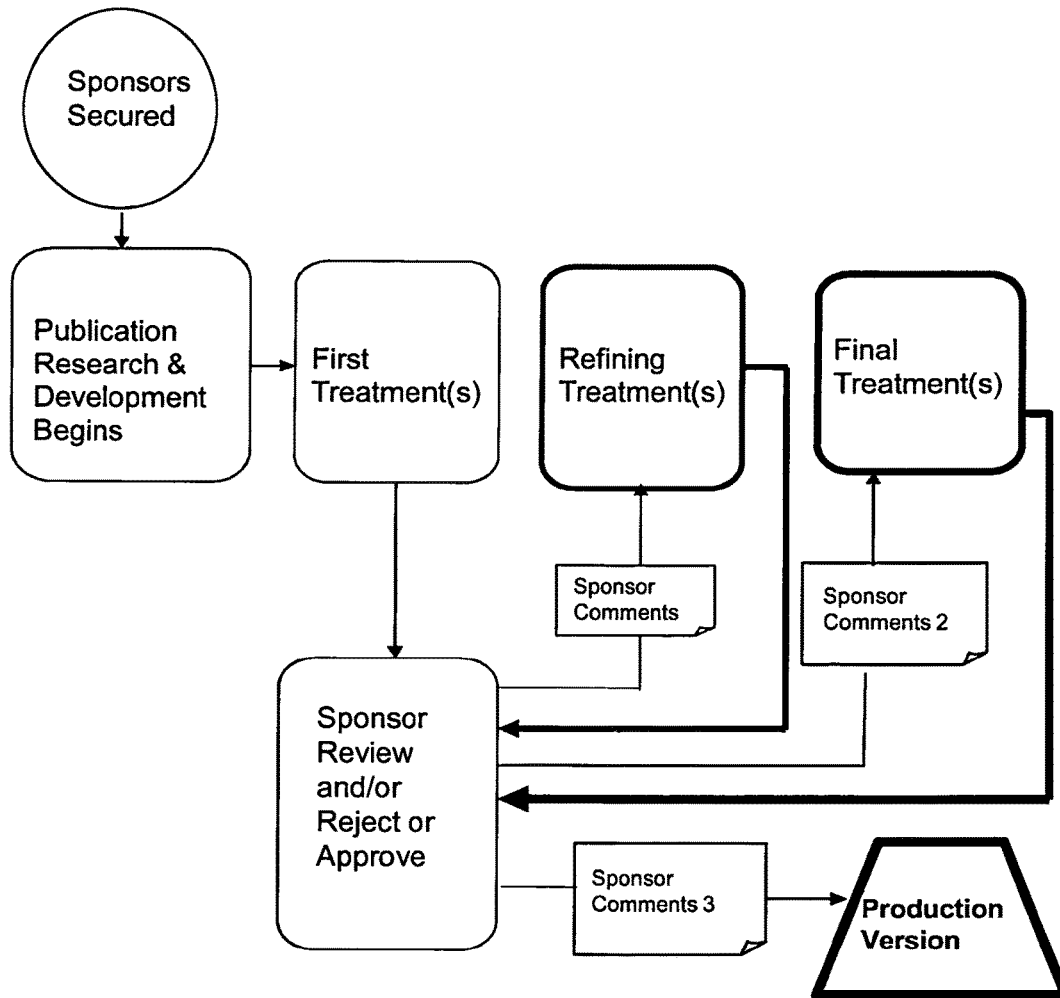 Sponsors
Secured
Publication
Research &
Development
Begins
First
Treatment(s)
Refining
Treatment(s)
Final
Treatment(s)
Sponsor
Comments
Sponsor
Comments 2
Sponsor
Review
and/or
Reject or
Approve
Sponsor
Comments 3
Production
Version